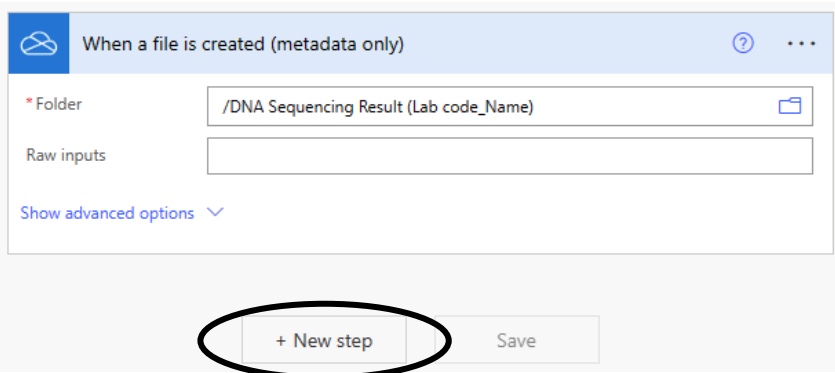 When a file is created (metadata only)
* Folder /DNA Sequencing Result (Lab code_Name)
Raw inputs
Show advanced options
+ New step Save